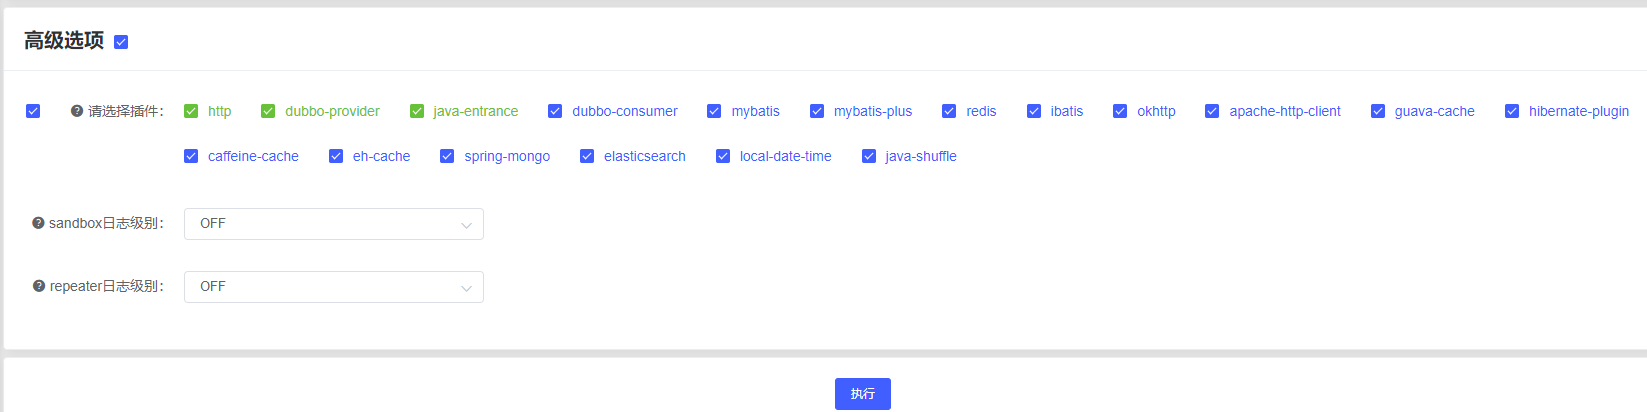 高级选项
请选择插件： http dubbo-provider java-entrance dubbo-consumer mybatis mybatis-plus redis ibatis okhttp apache-http-client guava-cache hibernate-plugin
caffeine-cache eh-cache spring-mongo elasticsearch local-date-time java-shuffle
sandbox日志级别： OFF
repeater日志级别： OFF
执行